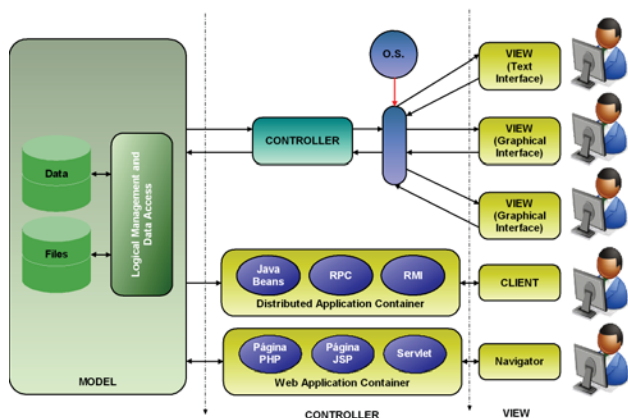 O.S.
VIEW
(Text
Interface)
CONTROLLER
VIEW
(Graphical
Interface)
VIEW
(Graphical
Interface)
Data
Files
Logical Management and
Data Access
Java
Beans
RPC
RMI
Distributed Application Container
CLIENT
Página
PHP
Página
JSP
Servlet
Web Application Container
Navigator
MODEL
CONTROLLER
VIEW